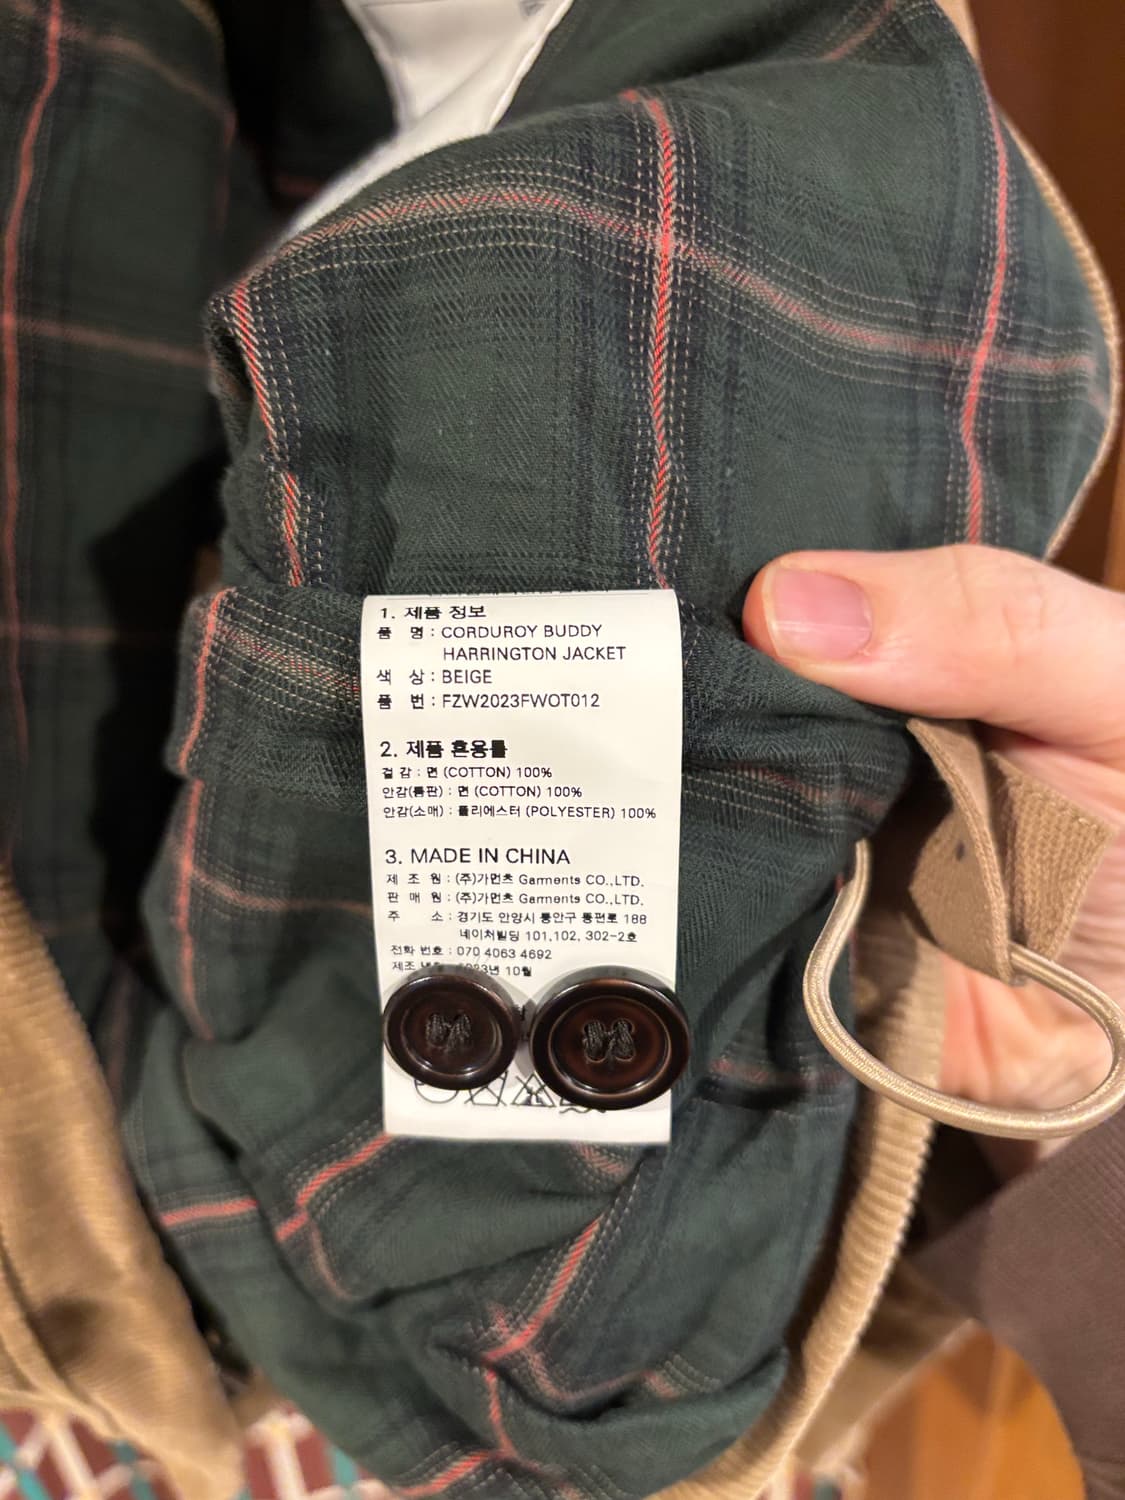 1. 제품 정보
품 명 : CORDUROY BUDDY
HARRINGTON JACKET
색 상 : BEIGE
품 번 : FZW2023FWOT012
2. 제품 혼용률
겉 감 : 면 (COTTON) 100%
안감(몸판) : 면 (COTTON) 100%
안감(소매) : 폴리에스터 (POLYESTER) 100%
3. MADE IN CHINA
제 조 원 : (주)가먼츠 Garments CO.,LTD.
판 매 원 : (주)가먼츠 Garments CO.,LTD.
주 소 : 경기도 안양시 동안구 동편로 188
네이처빌딩 101,102, 302-2호
전화 번호 : 070 4063 4692
제조 10월